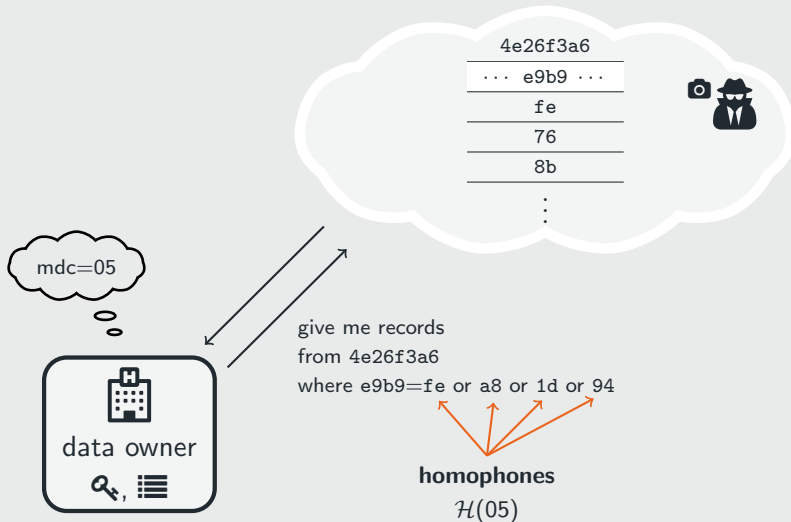 4e26f3a6
··· e9b9 ···
fe
76
8b
⋮
mdc=05
give me records
from 4e26f3a6
where e9b9=fe or a8 or 1d or 94
H
data owner
,
homophones
ℋ(05)